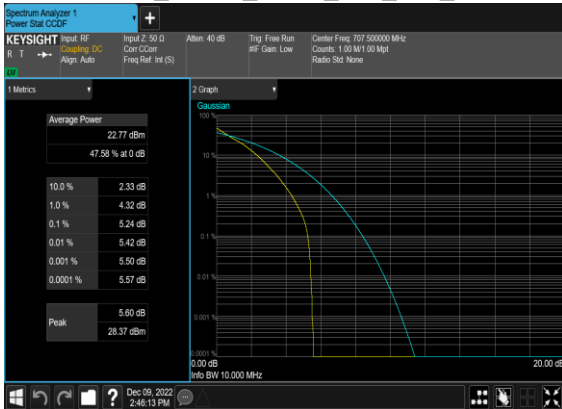 Spectrum Analyzer 1
Power Stat CCDF
KEYSIGHT Input: RF Input Z: 50 Ω Atten: 40 dB Trig: Free Run Center Freq: 707.500000 MHz
R T Coupling: DC Corr CCorr #IF Gain: Low Counts: 1.00 M/1.00 Mpt
Align: Auto Freq Ref: Int (S) Radio Std: None
1 Metrics
2 Graph
Average Power
22.77 dBm
47.58 % at 0 dB
10.0 % 2.33 dB
1.0 % 4.32 dB
0.1 % 5.24 dB
0.01 % 5.42 dB
0.001 % 5.50 dB
0.0001 % 5.57 dB
Peak 5.60 dB
28.37 dBm
Gaussian
100 %
10 %
1 %
0.1 %
0.01 %
0.001 %
0.0001 %
0.00 dB 20.00 dB
Info BW 10.000 MHz
? Dec 09, 2022
2:46:13 PM